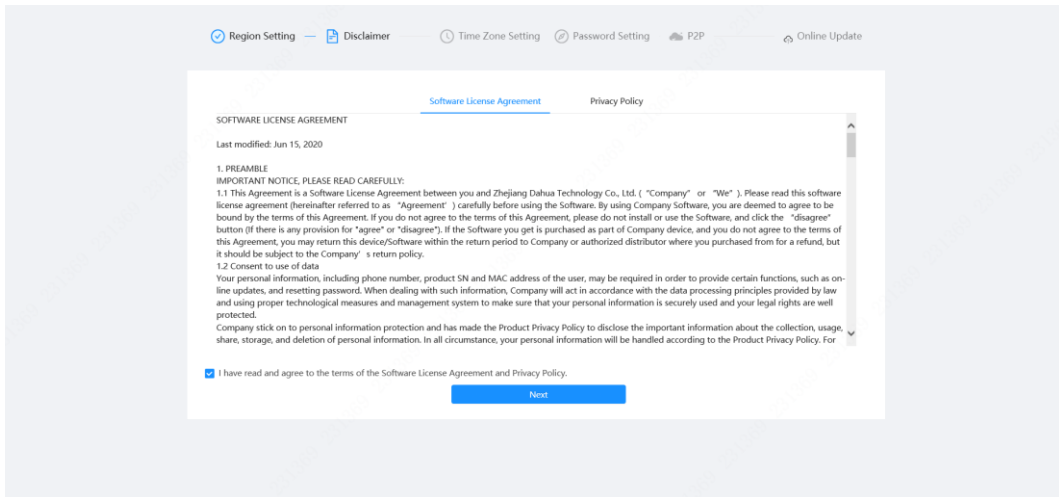 Region Setting
Disclaimer
Time Zone Setting
Password Setting
P2P
Online Update
Software License Agreement
Privacy Policy
SOFTWARE LICENSE AGREEMENT
Last modified: Jun 15, 2020
1. PREAMBLE
IMPORTANT NOTICE, PLEASE READ CAREFULLY:
1.1 This Agreement is a Software License Agreement between you and Zhejiang Dahua Technology Co., Ltd. ( "Company" or "We" ). Please read this software
license agreement (hereinafter referred to as "Agreement' ) carefully before using the Software. By using Company Software, you are deemed to agree to be
bound by the terms of this Agreement. If you do not agree to the terms of this Agreement, please do not install or use the Software, and click the "disagree"
button (If there is any provision for "agree" or "disagree"). If the Software you get is purchased as part of Company device, and you do not agree to the terms of
this Agreement, you may return this device/Software within the return period to Company or authorized distributor where you purchased from for a refund, but
it should be subject to the Company' s return policy.
1.2 Consent to use of data
Your personal information, including phone number, product SN and MAC address of the user, may be required in order to provide certain functions, such as on-
line updates, and resetting password. When dealing with such information, Company will act in accordance with the data processing principles provided by law
and using proper technological measures and management system to make sure that your personal information is securely used and your legal rights are well
protected.
Company stick on to personal information protection and has made the Product Privacy Policy to disclose the important information about the collection, usage,
share, storage, and deletion of personal information. In all circumstance, your personal information will be handled according to the Product Privacy Policy. For
I have read and agree to the terms of the Software License Agreement and Privacy Policy.
Next